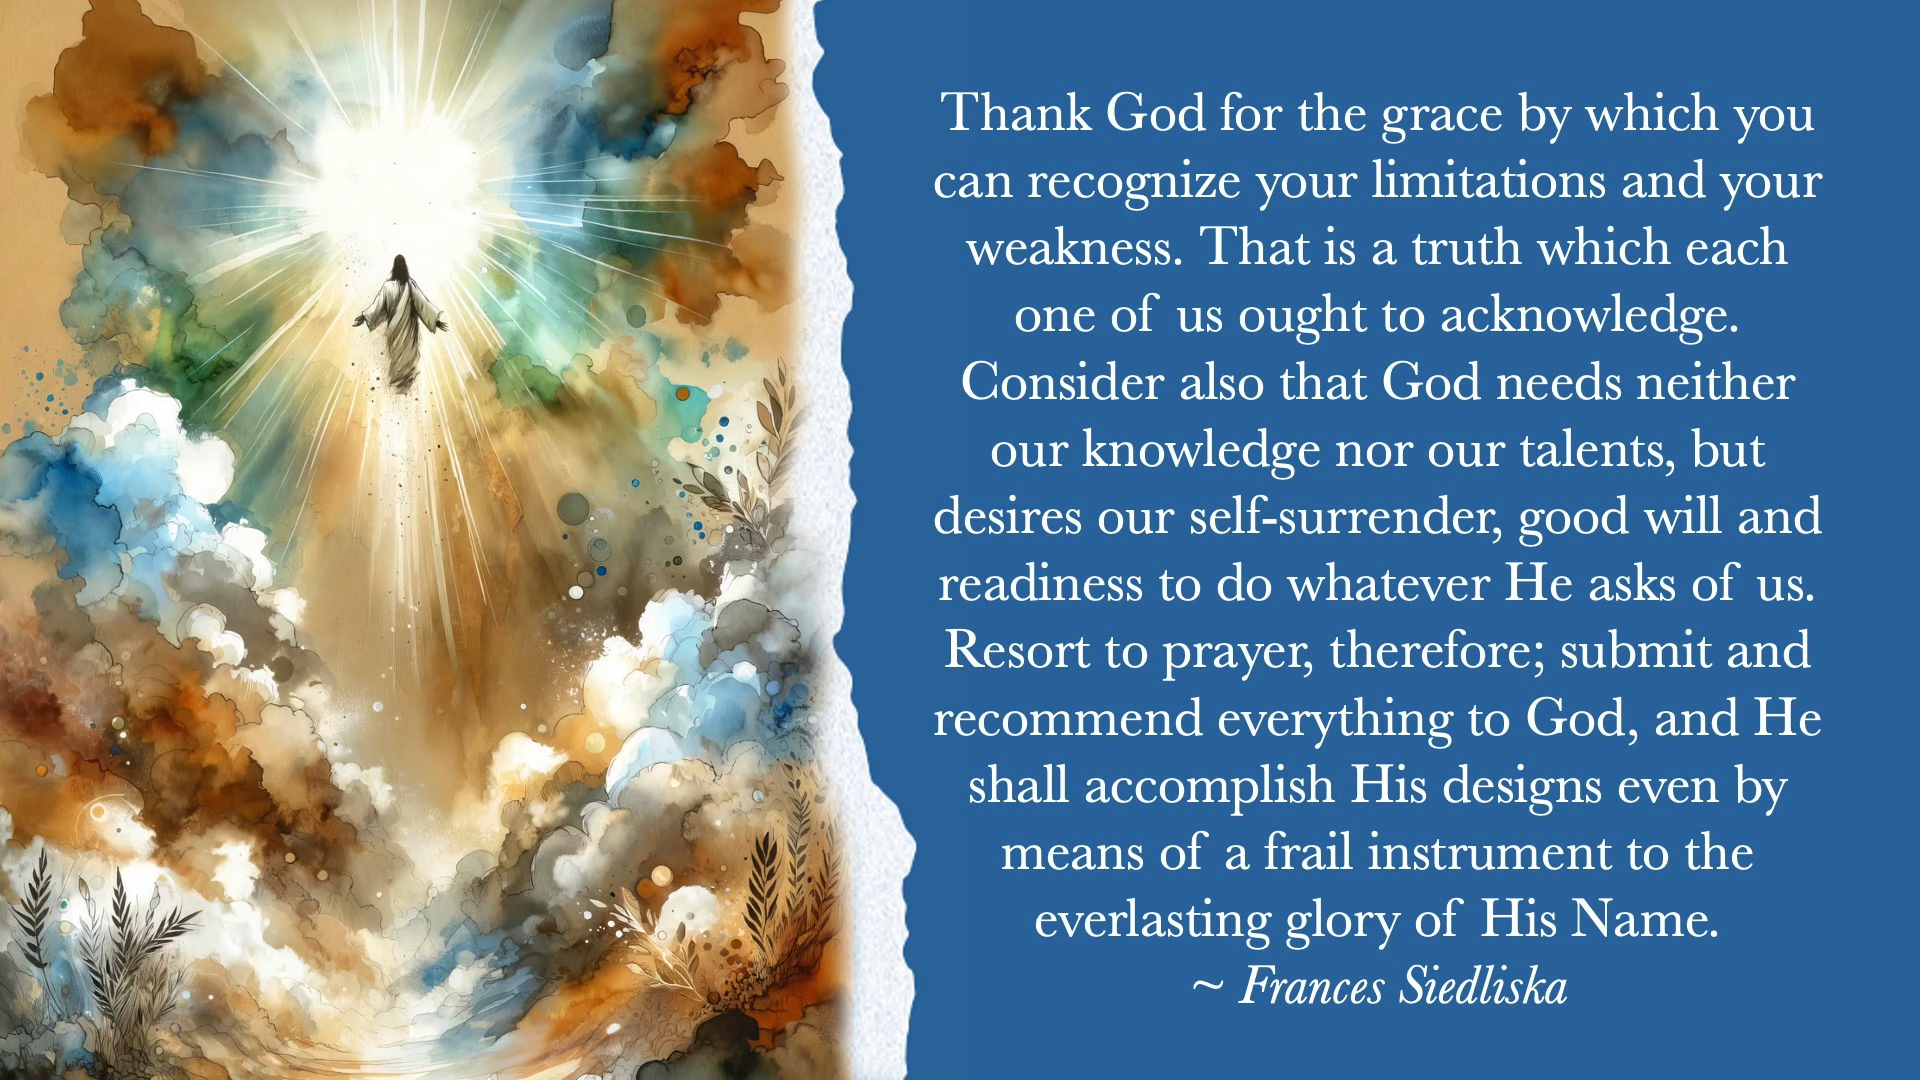 Thank God for the grace by which you
can recognize your limitations and your
weakness. That is a truth which each
one of us ought to acknowledge.
Consider also that God needs neither
our knowledge nor our talents, but
desires our self-surrender, good will and
readiness to do whatever He asks of us.
Resort to prayer, therefore; submit and
recommend everything to God, and He
shall accomplish His designs even by
means of a frail instrument to the
everlasting glory of His Name.
~ Frances Siedliska